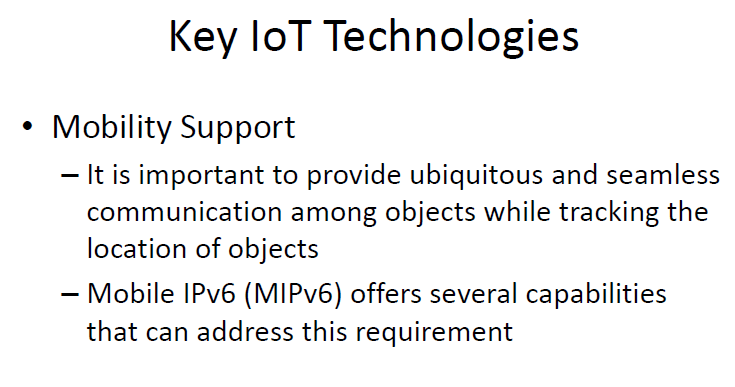 Key IoT Technologies
• Mobility Support
– It is important to provide ubiquitous and seamless
communication among objects while tracking the
location of objects
– Mobile IPv6 (MIPv6) offers several capabilities
that can address this requirement